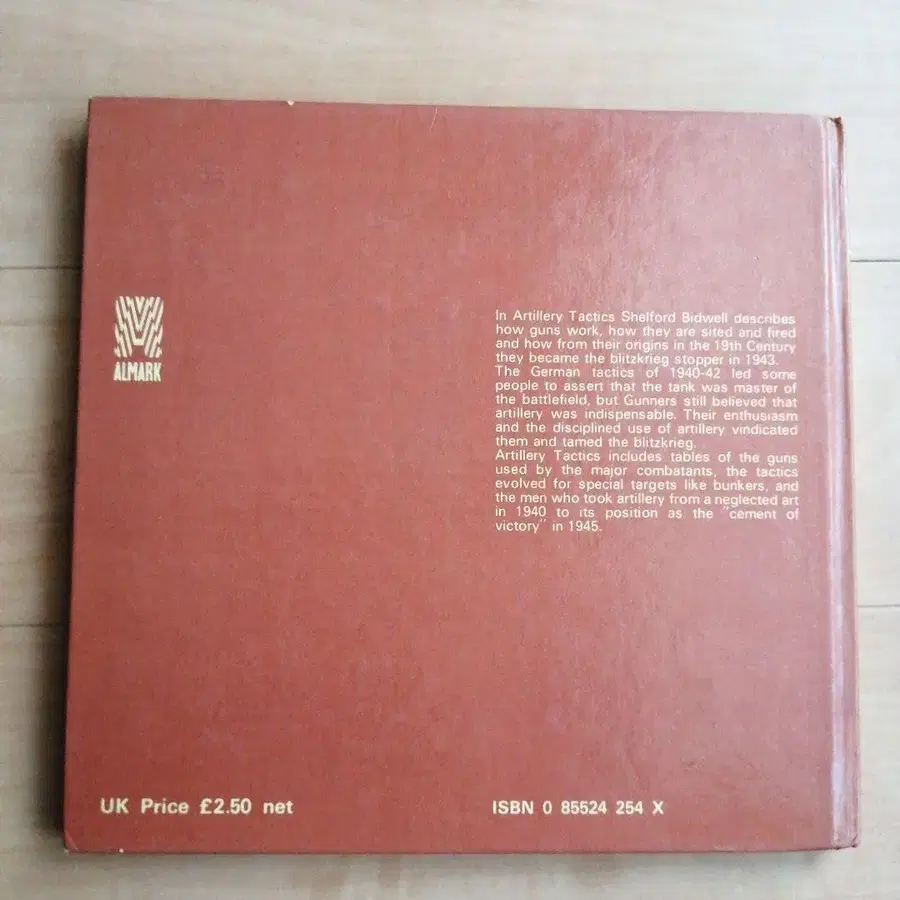 ALMARK
In Artillery Tactics Shelford Bidwell describes
how guns work, how they are sited and fired
and how from their origins in the 19th Century
they became the blitzkrieg stopper in 1943.
The German tactics of 1940-42 led some
people to assert that the tank was master of
the battlefield, but Gunners still believed that
artillery was indispensable. Their enthusiasm
and the disciplined use of artillery vindicated
them and tamed the blitzkrieg.
Artillery Tactics includes tables of the guns
used by the major combatants, the tactics
evolved for special targets like bunkers, and
the men who took artillery from a neglected art
in 1940 to its position as the "cement of
victory" in 1945.
UK Price £2.50 net
ISBN 0 85524 254 X